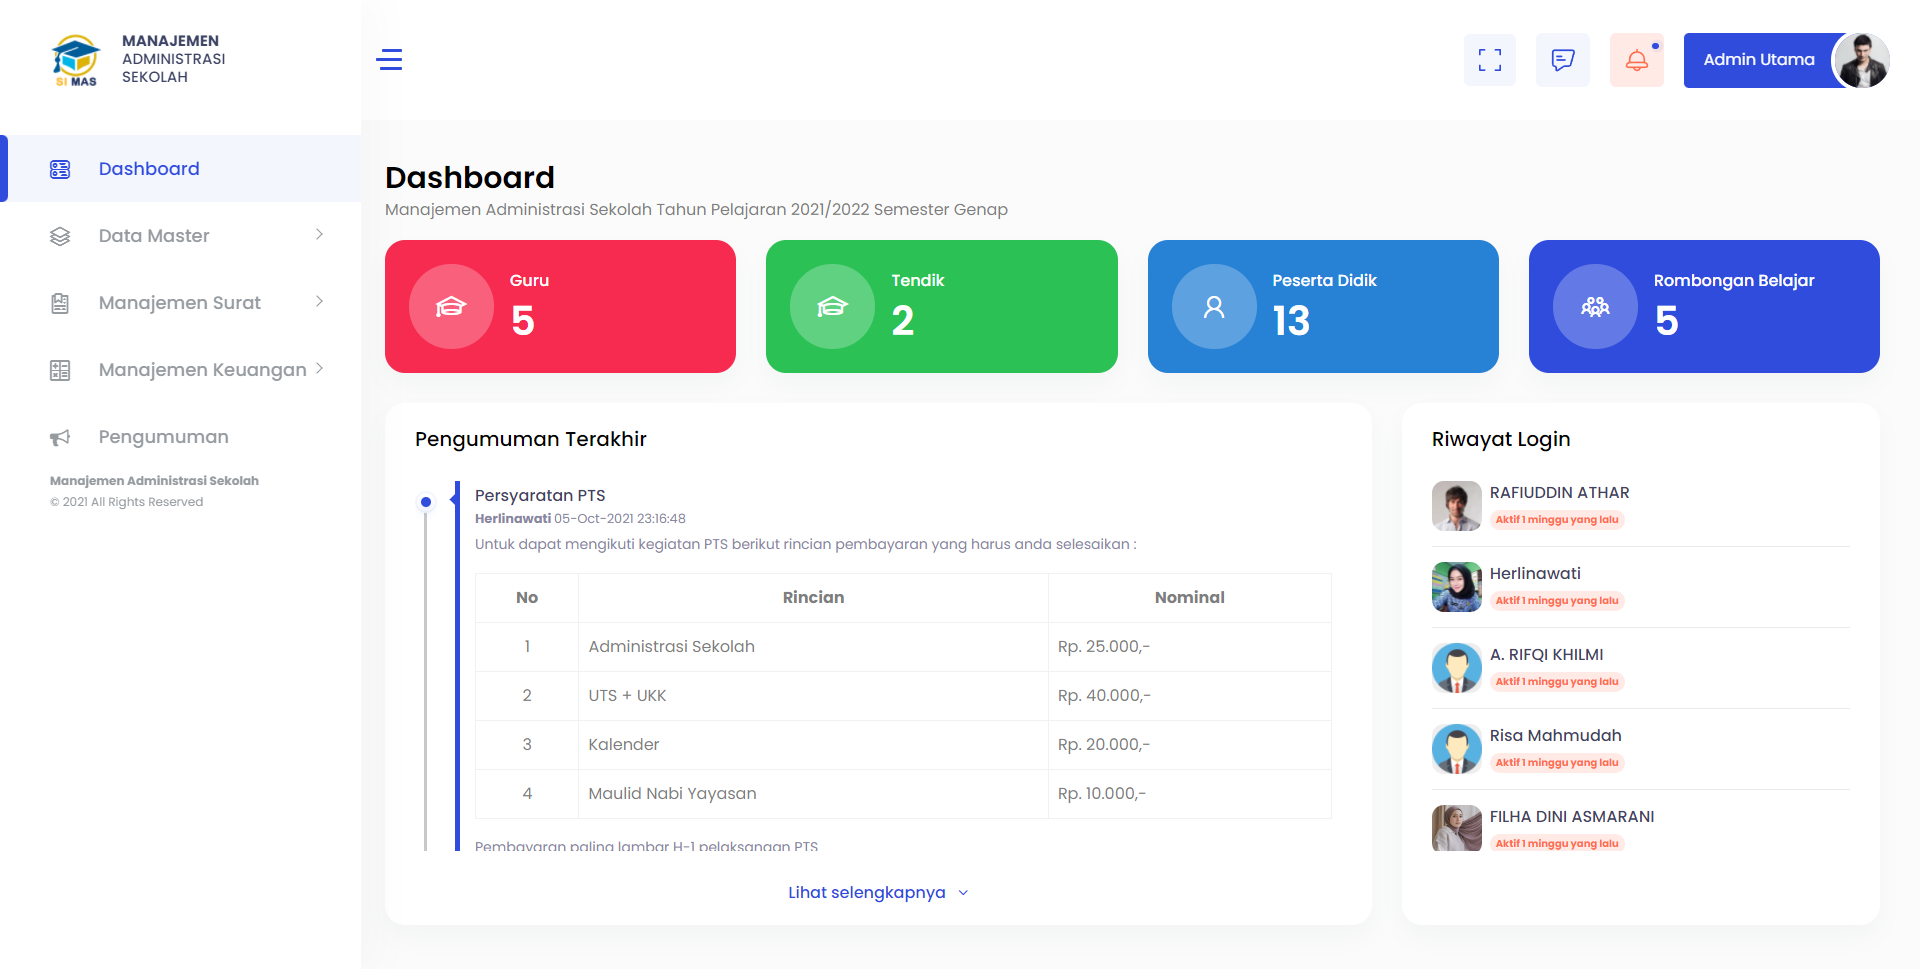 SI MAS
MANAJEMEN
ADMINISTRASI
SEKOLAH
Admin Utama
Dashboard
Data Master
Manajemen Surat
Manajemen Keuangan
Pengumuman
Manajemen Administrasi Sekolah
© 2021 All Rights Reserved
Dashboard
Manajemen Administrasi Sekolah Tahun Pelajaran 2021/2022 Semester Genap
Guru
5
Tendik
2
Peserta Didik
13
Rombongan Belajar
5
Pengumuman Terakhir
Persyaratan PTS
Herlinawati 05-Oct-2021 23:16:48
Untuk dapat mengikuti kegiatan PTS berikut rincian pembayaran yang harus anda selesaikan :
No Rincian Nominal
1 Administrasi Sekolah Rp. 25.000,-
2 UTS + UKK Rp. 40.000,-
3 Kalender Rp. 20.000,-
4 Maulid Nabi Yayasan Rp. 10.000,-
Pembayaran paling lambar H-1 pelaksanaan PTS
Lihat selengkapnya
Riwayat Login
RAFIUDDIN ATHAR
Aktif 1 minggu yang lalu
Herlinawati
Aktif 1 minggu yang lalu
A. RIFQI KHILMI
Aktif 1 minggu yang lalu
Risa Mahmudah
Aktif 1 minggu yang lalu
FILHA DINI ASMARANI
Aktif 1 minggu yang lalu